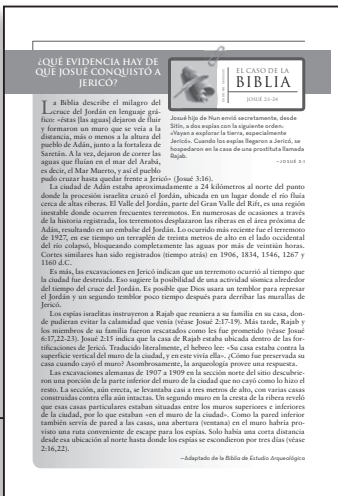 ¿QUÉ EVIDENCIA HAY DE
QUE JOSUÉ CONQUISTÓ A
JERICÓ?
EL CASO DE LA
BIBLIA
JOSUÉ 2:1–24
Josué hijo de Nun envió secretamente, desde
Sitín, a dos espías con la siguiente orden:
«Vayan a explorar la tierra, especialmente
Jericó». Cuando los espías llegaron a Jericó, se
hospedaron en la casa de una prostituta llamada
Rajab.
—JOSUÉ 2:1
La Biblia describe el milagro del
cruce del Jordán en lenguaje grá-
fico: «éstas [las aguas] dejaron de fluir
y formaron un muro que se veía a la
distancia, más o menos a la altura del
pueblo de Adán, junto a la fortaleza de
Saretán. A la vez, dejaron de correr las
aguas que fluían en el mar del Arabá,
es decir, el Mar Muerto, y así el pueblo
pudo cruzar hasta quedar frente a Jericó» (Josué 3:16).
La ciudad de Adán estaba aproximadamente a 24 kilómetros al norte del punto
donde la procesión israelita cruzó el Jordán, ubicada en un lugar donde el río fluía
cerca de altas riberas. El Valle del Jordán, parte del Gran Valle del Rift, es una región
inestable donde ocurren frecuentes terremotos. En numerosas ocasiones a través
de la historia registrada, los terremotos desplazaron las riberas en el área próxima de
Adán, resultando en un embalse del Jordán. Lo ocurrido más reciente fue el terremoto
de 1927, en ese tiempo un terraplén de treinta metros de alto en el lado occidental
del río colapsó, bloqueando completamente las aguas por más de veintiún horas.
Cortes similares han sido registrados (tiempo atrás) en 1906, 1834, 1546, 1267 y
1160 d.C.
Es más, las excavaciones en Jericó indican que un terremoto ocurrió al tiempo que
la ciudad fue destruida. Eso sugiere la posibilidad de una actividad sísmica alrededor
del tiempo del cruce del Jordán. Es posible que Dios usara un temblor para represar
el Jordán y un segundo temblor poco tiempo después para derribar las murallas de
Jericó.
Los espías israelitas instruyeron a Rajab que reuniera a su familia en su casa, don-
de pudieran evitar la calamidad que venía (véase Josué 2:17-19). Más tarde, Rajab y
los miembros de su familia fueron rescatados como les fue prometido (véase Josué
6:17,22-23). Josué 2:15 indica que la casa de Rajab estaba ubicada dentro de las for-
tificaciones de Jericó. Traducido literalmente, el hebreo lee: «Su casa estaba contra la
superficie vertical del muro de la ciudad, y en este vivía ella». ¿Cómo fue preservada su
casa cuando cayó el muro? Asombrosamente, la arqueología provee una respuesta.
Las excavaciones alemanas de 1907 a 1909 en la sección norte del sitio descubrie-
ron una porción de la parte inferior del muro de la ciudad que no cayó como lo hizo el
resto. La sección, aún erecta, se levantaba casi a tres metros de alto, con varias casas
construidas contra ella aún intactas. Un segundo muro en la cresta de la ribera reveló
que esas casas particulares estaban situadas entre los muros superiores e inferiores
de la ciudad, por lo que estaban «en el muro de la ciudad». Como la pared inferior
también servía de pared a las casas, una abertura (ventana) en el muro habría pro-
visto una ruta conveniente de escape para los espías. Solo había una corta distancia
desde esa ubicación al norte hasta donde los espías se escondieron por tres días (véase
2:16,22).
—Adaptado de la Biblia de Estudio Arqueológica